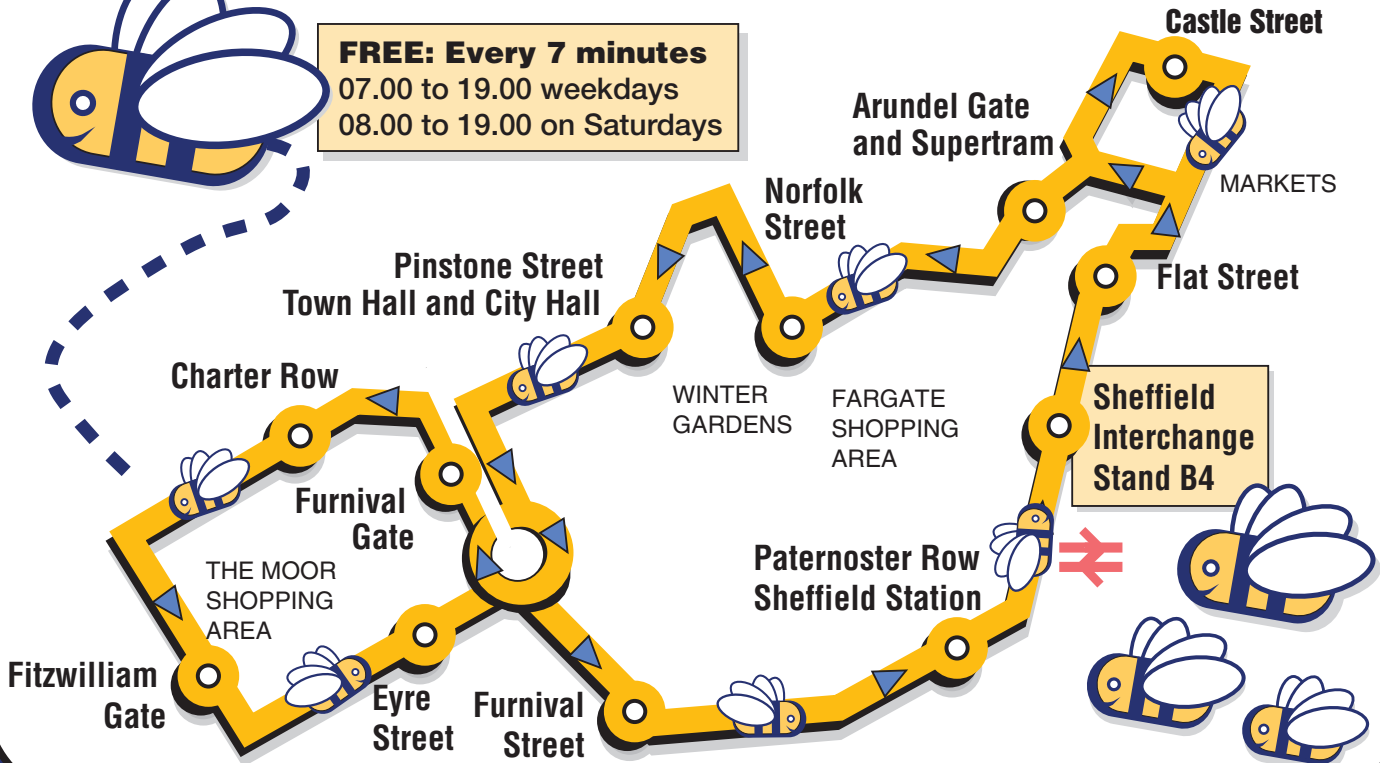 Castle Street
FREE: Every 7 minutes
07.00 to 19.00 weekdays
08.00 to 19.00 on Saturdays
Arundel Gate
and Supertram
MARKETS
Norfolk
Street
Pinstone Street
Town Hall and City Hall
Flat Street
Charter Row
WINTER
GARDENS
FARGATE
SHOPPING
AREA
Sheffield
Interchange
Stand B4
Furnival
Gate
THE MOOR
SHOPPING
AREA
Paternoster Row
Sheffield Station
Fitzwilliam
Gate
Eyre
Street
Furnival
Street